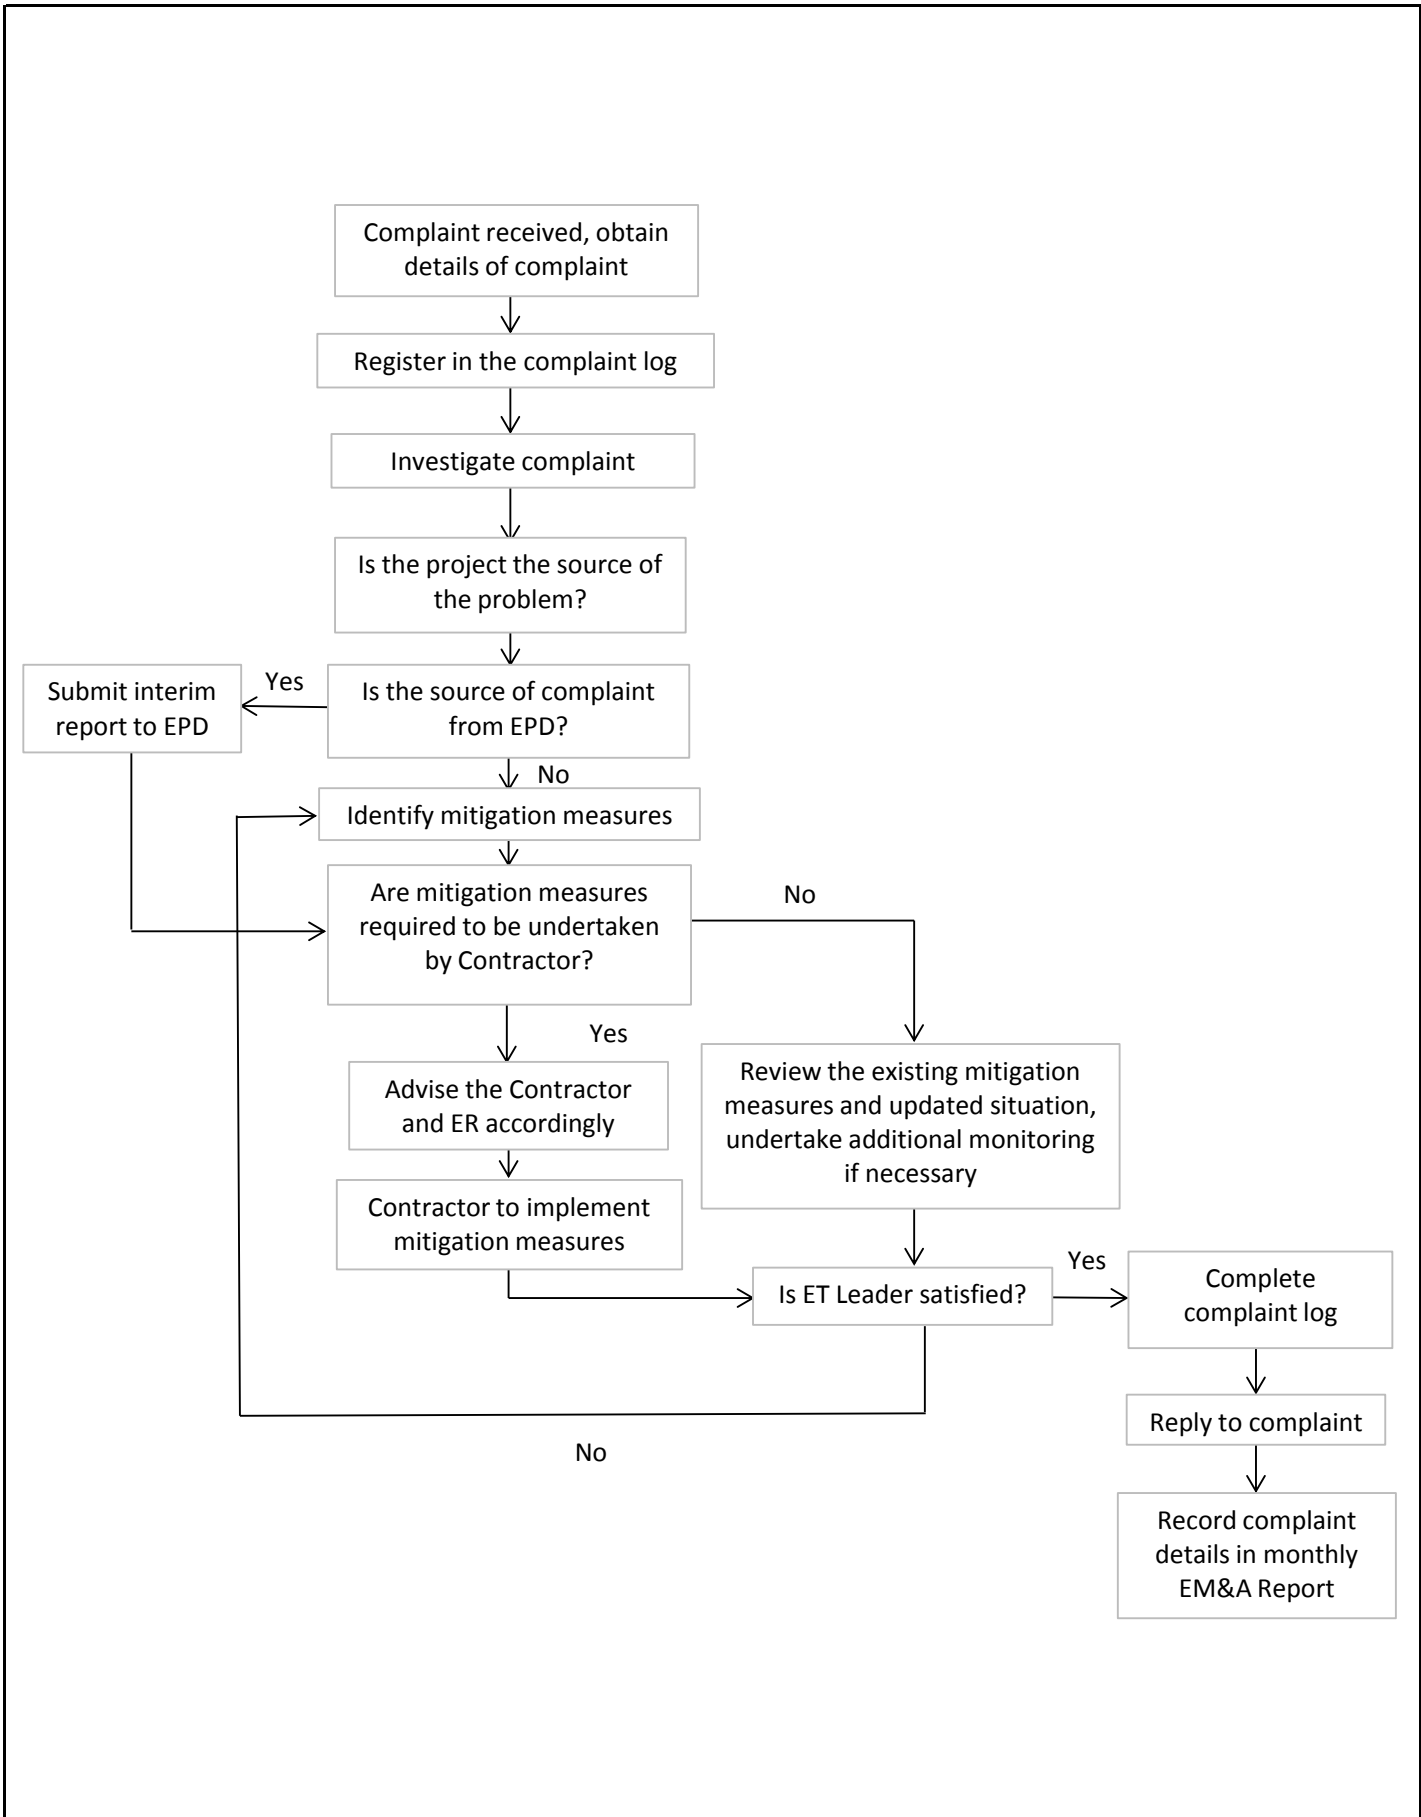 Complaint received, obtain
details of complaint
Register in the complaint log
Investigate complaint
Is the project the source of
the problem?
Submit interim
report to EPD
Yes
Is the source of complaint
from EPD?
No
Identify mitigation measures
Are mitigation measures
required to be undertaken
by Contractor?
No
Yes
Advise the Contractor
and ER accordingly
Review the existing mitigation
measures and updated situation,
undertake additional monitoring
if necessary
Contractor to implement
mitigation measures
Is ET Leader satisfied?
Yes
Complete
complaint log
No
Reply to complaint
Record complaint
details in monthly
EM&A Report